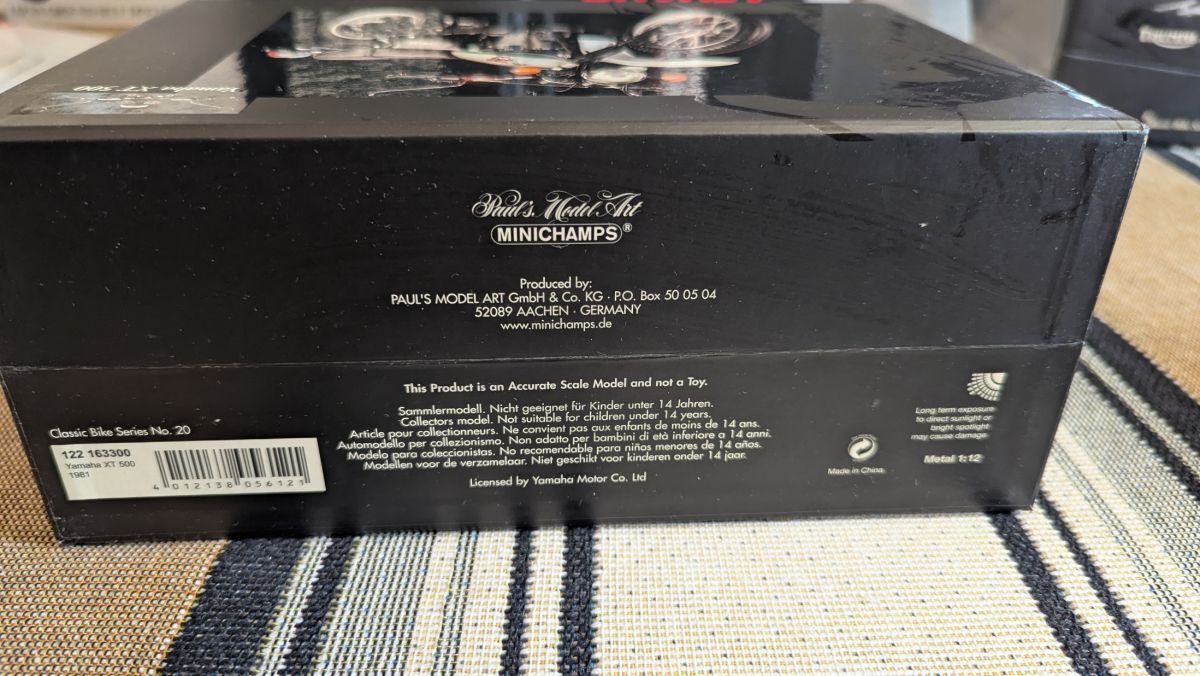 Yamaha XT 500
TRIUMPH
Paul's Model Art
MINICHAMPS®
Produced by:
PAUL'S MODEL ART GmbH & Co. KG · P.O. Box 50 05 04
52089 AACHEN · GERMANY
www.minichamps.de
This Product is an Accurate Scale Model and not a Toy.
Sammlermodell. Nicht geeignet für Kinder unter 14 Jahren.
Collectors model. Not suitable for children under 14 years.
Article pour collectionneurs. Ne convient pas aux enfants de moins de 14 ans.
Automodello per collezionismo. Non adatto per bambini di età inferiore a 14 anni.
Modelo para coleccionistas. No recomendable para niños menores de 14 años.
Modellen voor de verzamelaar. Niet geschikt voor kinderen onder 14 jaar.
Licensed by Yamaha Motor Co. Ltd
Classic Bike Series No. 20
122 163300
Yamaha XT 500
1981
4 012138 056121
Made in China
Long term exposure
to direct sunlight or
bright spotlight
may cause damage.
Metal 1:12